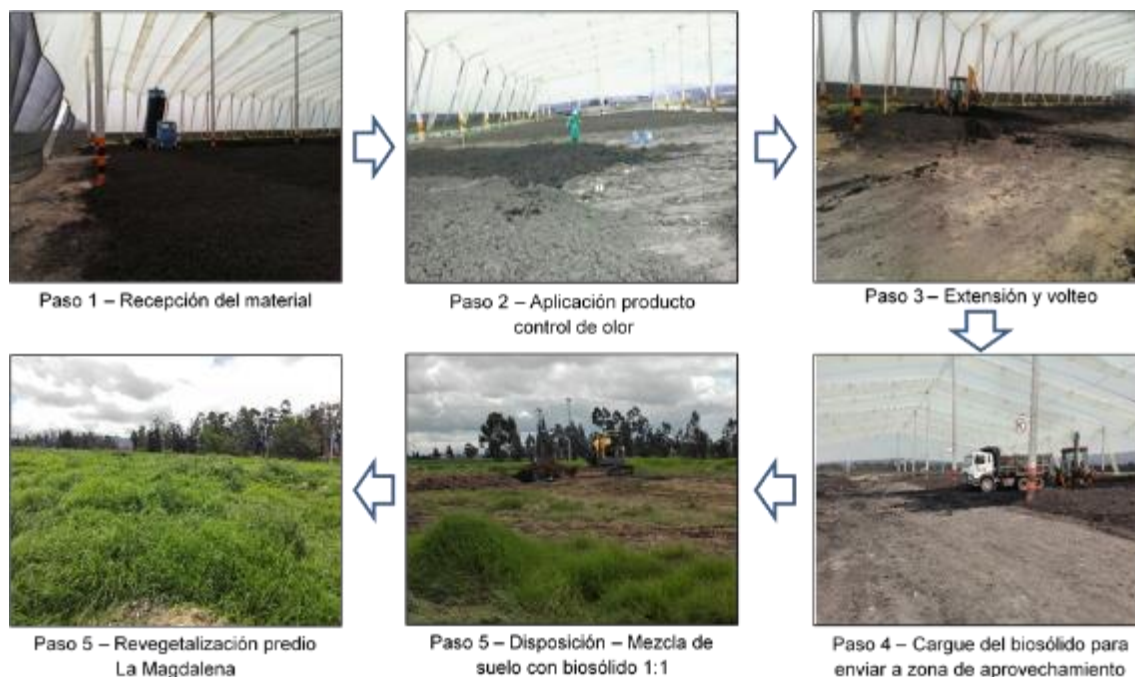 Paso 1 – Recepción del material
Paso 2 – Aplicación producto
control de olor
Paso 3 – Extensión y volteo
Paso 5 – Revegetalización predio
La Magdalena
Paso 5 – Disposición – Mezcla de
suelo con biosólido 1:1
Paso 4 – Cargue del biosólido para
enviar a zona de aprovechamiento